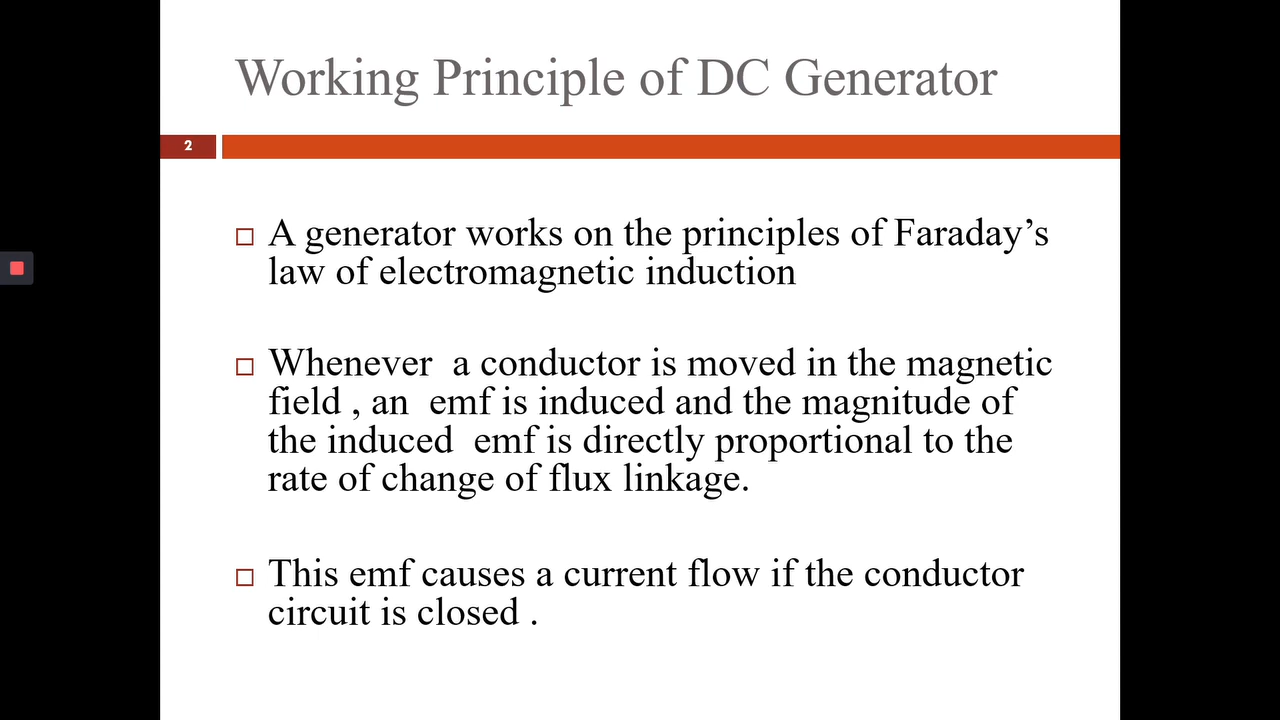 Working Principle of DC Generator
2
A generator works on the principles of Faraday’s
law of electromagnetic induction
Whenever  a conductor is moved in the magnetic
field , an  emf is induced and the magnitude of
the induced  emf is directly proportional to the
rate of change of flux linkage.
This emf causes a current flow if the conductor
circuit is closed .